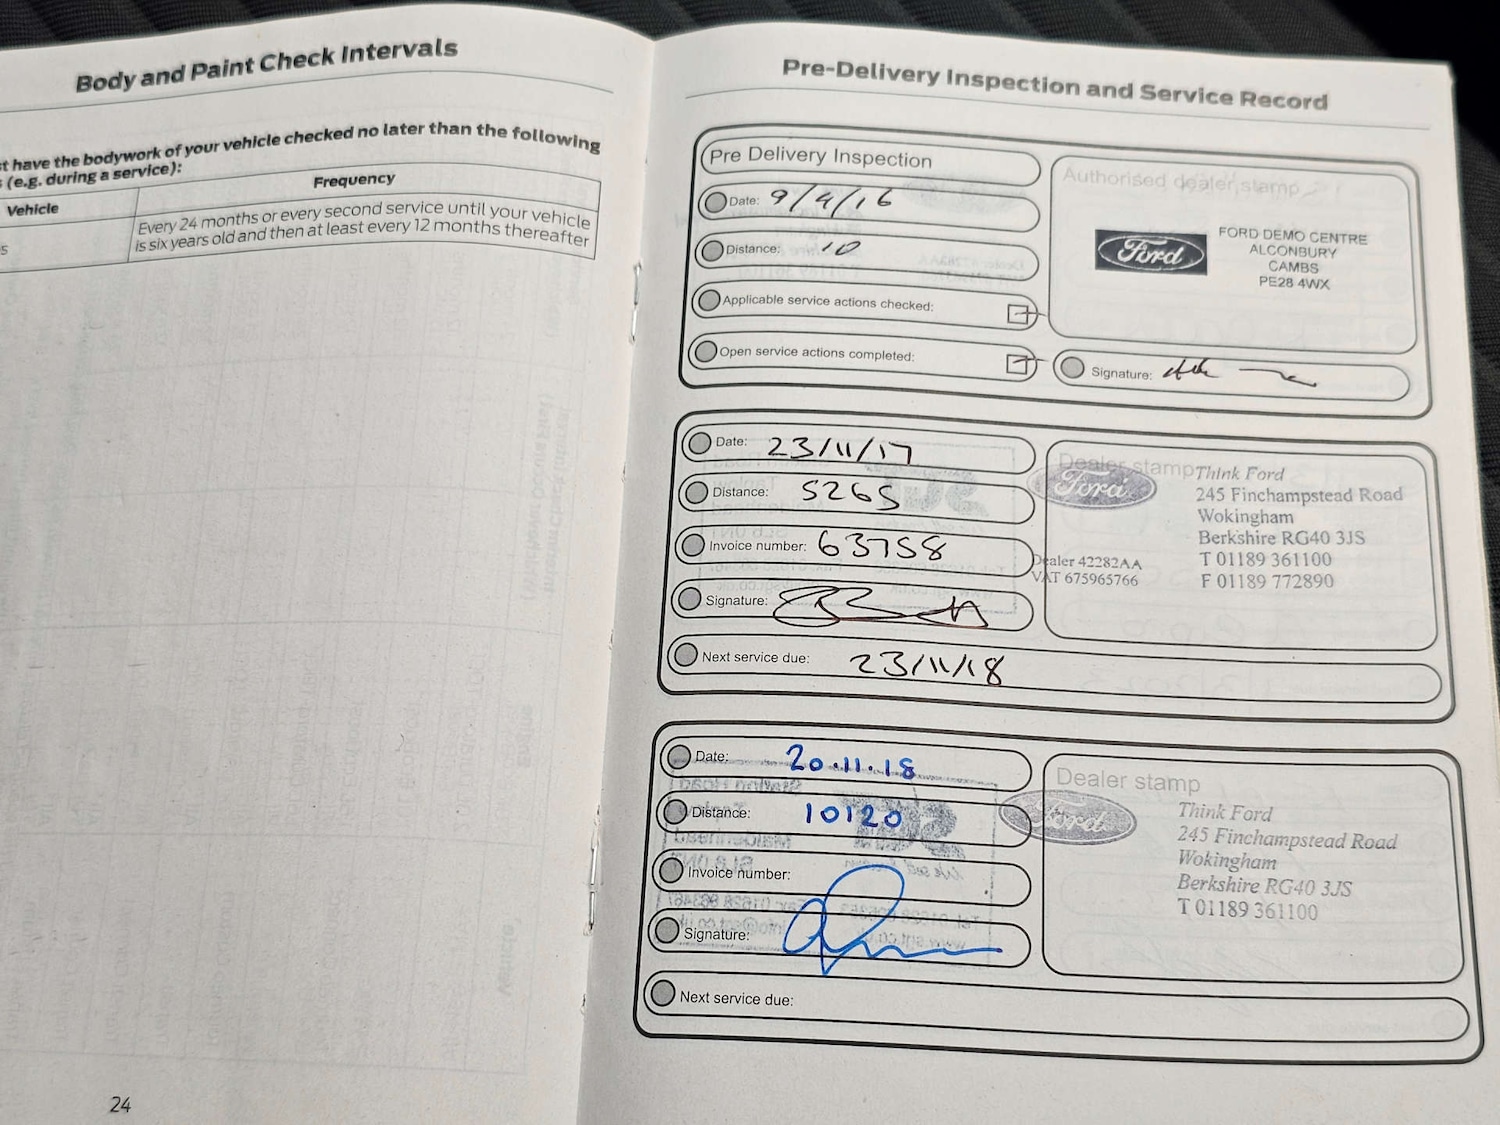 Body and Paint Check Intervals
st have the bodywork of your vehicle checked no later than the following
s (e.g. during a service):
Vehicle
Frequency
s
Every 24 months or every second service until your vehicle
is six years old and then at least every 12 months thereafter
24
Pre-Delivery Inspection and Service Record
Pre Delivery Inspection
Date: 9/4/16
Distance: 10
Applicable service actions checked:
Open service actions completed:
Authorised dealer stamp
Ford
FORD DEMO CENTRE
ALCONBURY
CAMBS
PE28 4WX
Signature:
Date: 23/11/17
Distance: 5265
Invoice number: 63758
Signature:
Next service due: 23/11/18
Dealer stamp
Ford
Think Ford
245 Finchampstead Road
Wokingham
Berkshire RG40 3JS
T 01189 361100
F 01189 772890
Dealer 42282AA
VAT 675965766
Date: 20.11.18
Distance: 10120
Invoice number:
Signature:
Next service due:
Dealer stamp
Ford
Think Ford
245 Finchampstead Road
Wokingham
Berkshire RG40 3JS
T 01189 361100